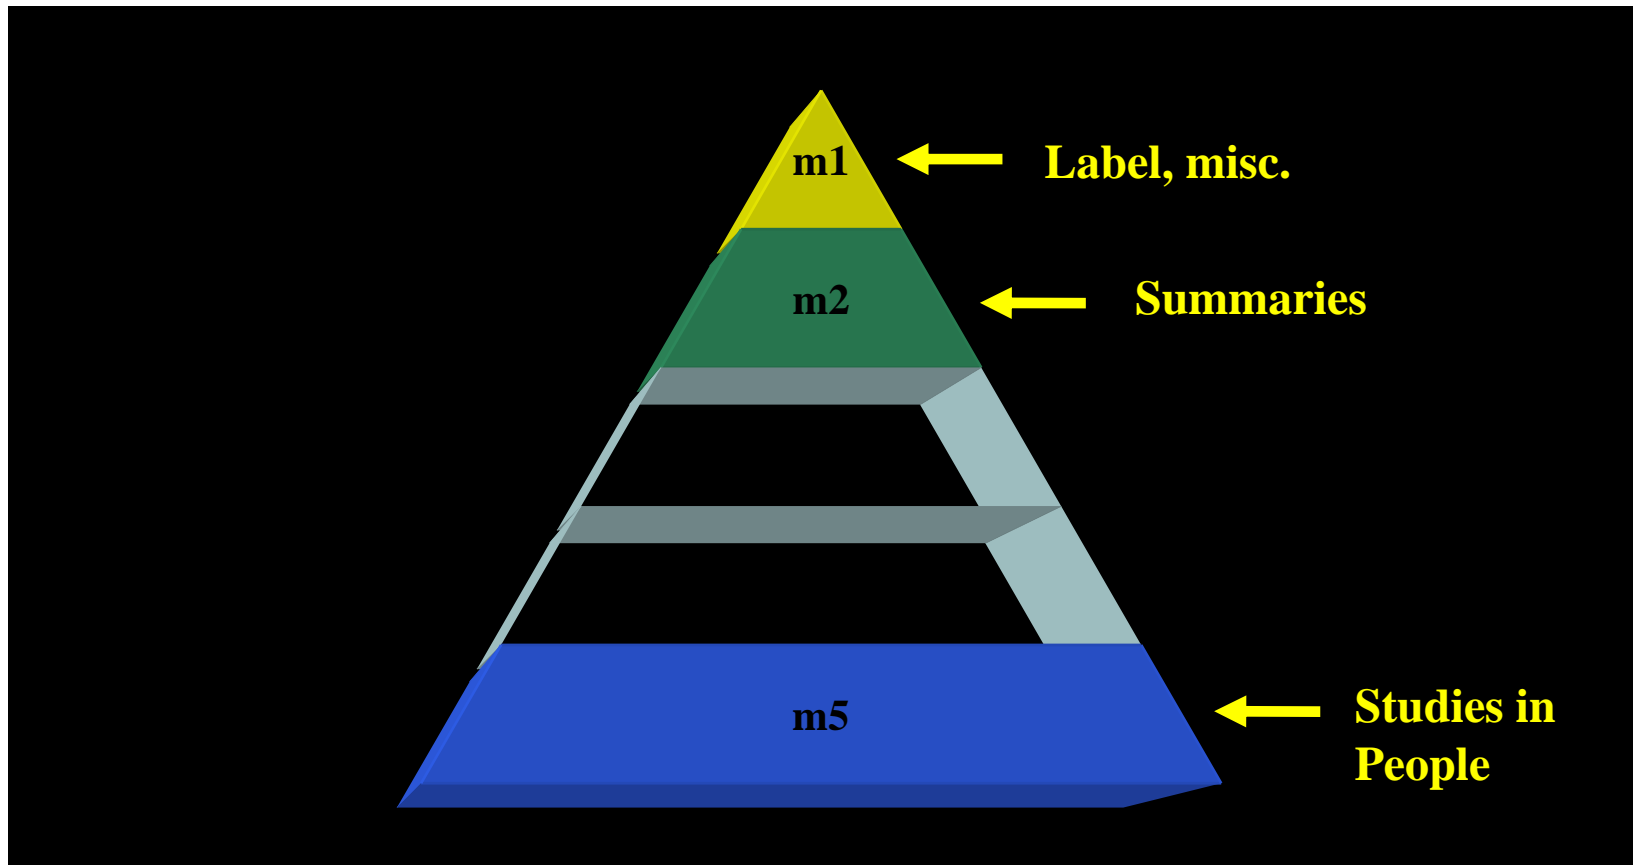 m1
Label, misc.
m2
Summaries
m5
Studies in
People